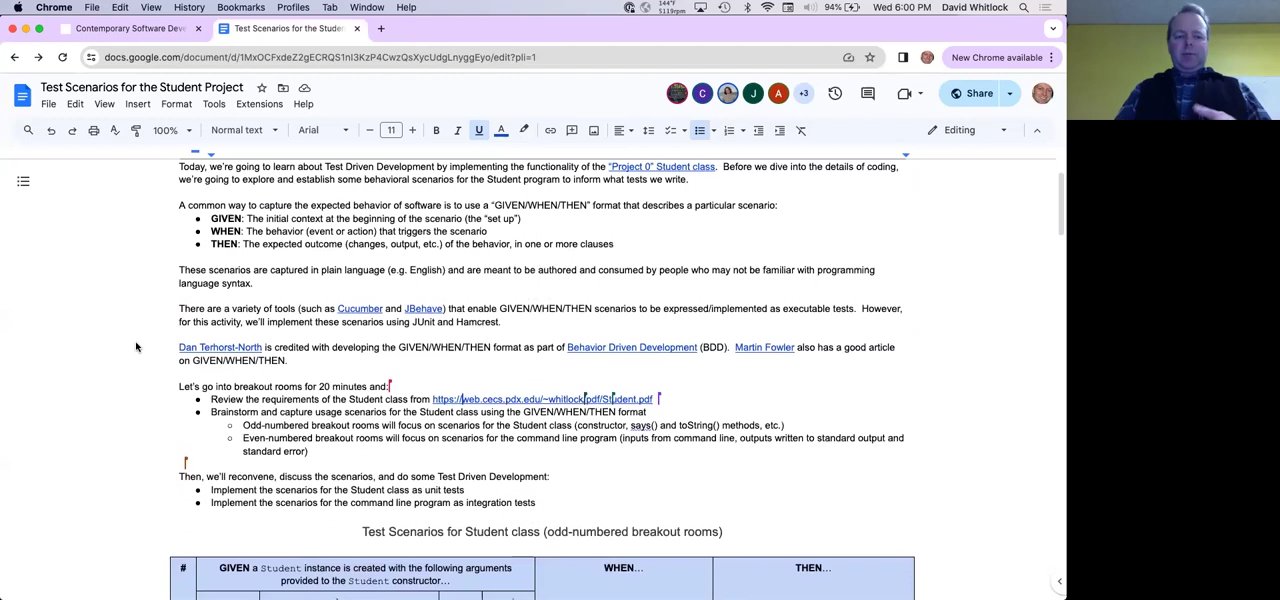 Chrome File Edit View History Bookmarks Profiles Tab Window Help 144°F 5119rpm 94% Wed 6:00 PM David Whitlock
Contemporary Software Deve Test Scenarios for the Studen
docs.google.com/document/d/1MxOCFxdeZ2gECRQS1nI3KzP4CwzQsXycUdgLnyggEyo/edit?pli=1 New Chrome available
Test Scenarios for the Student Project
File Edit View Insert Format Tools Extensions Help
C J A +3 Share
100% Normal text Arial 11 B I U A Editing
Today, we're going to learn about Test Driven Development by implementing the functionality of the "Project 0" Student class. Before we dive into the details of coding,
we're going to explore and establish some behavioral scenarios for the Student program to inform what tests we write.
A common way to capture the expected behavior of software is to use a "GIVEN/WHEN/THEN" format that describes a particular scenario:
● GIVEN: The initial context at the beginning of the scenario (the "set up")
● WHEN: The behavior (event or action) that triggers the scenario
● THEN: The expected outcome (changes, output, etc.) of the behavior, in one or more clauses
These scenarios are captured in plain language (e.g. English) and are meant to be authored and consumed by people who may not be familiar with programming
language syntax.
There are a variety of tools (such as Cucumber and JBehave) that enable GIVEN/WHEN/THEN scenarios to be expressed/implemented as executable tests. However,
for this activity, we'll implement these scenarios using JUnit and Hamcrest.
Dan Terhorst-North is credited with developing the GIVEN/WHEN/THEN format as part of Behavior Driven Development (BDD). Martin Fowler also has a good article
on GIVEN/WHEN/THEN.
Let's go into breakout rooms for 20 minutes and:
● Review the requirements of the Student class from https://web.cecs.pdx.edu/~whitlock/pdf/Student.pdf
● Brainstorm and capture usage scenarios for the Student class using the GIVEN/WHEN/THEN format
○ Odd-numbered breakout rooms will focus on scenarios for the Student class (constructor, says() and toString() methods, etc.)
○ Even-numbered breakout rooms will focus on scenarios for the command line program (inputs from command line, outputs written to standard output and
standard error)
Then, we'll reconvene, discuss the scenarios, and do some Test Driven Development:
● Implement the scenarios for the Student class as unit tests
● Implement the scenarios for the command line program as integration tests
Test Scenarios for Student class (odd-numbered breakout rooms)
# GIVEN a Student instance is created with the following arguments WHEN... THEN...
provided to the Student constructor...